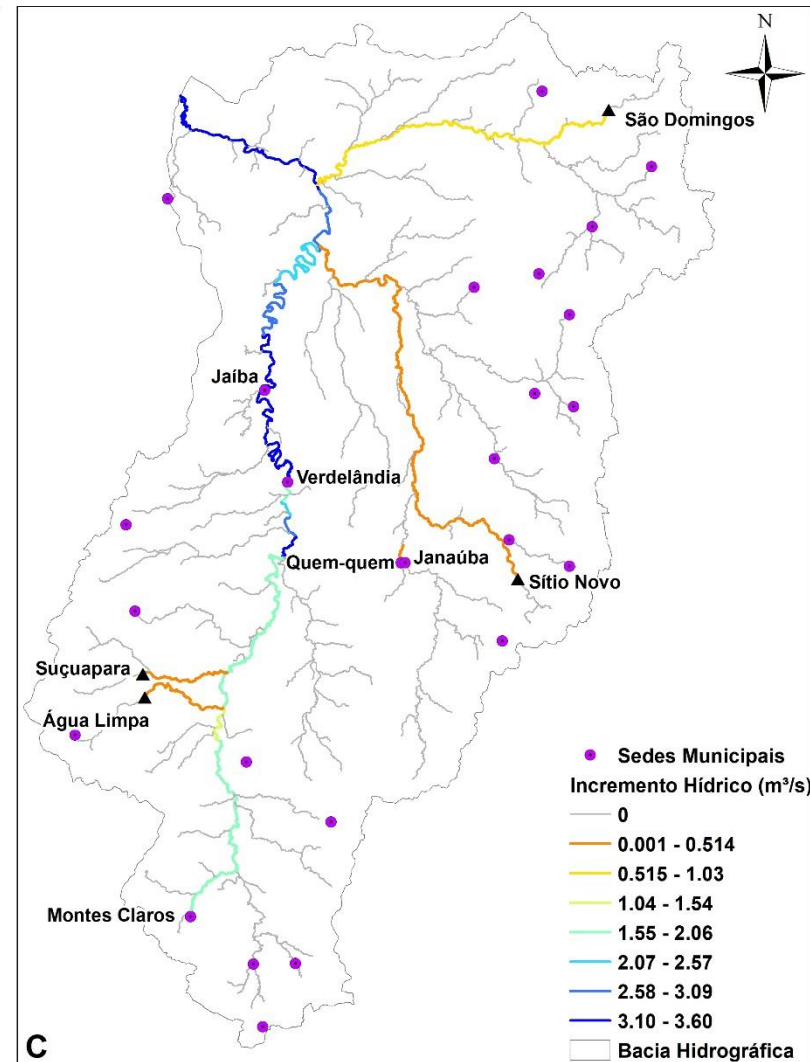 N
São Domingos
Jaíba
Verdelândia
Quem-quem
Janaúba
Sítio Novo
Suçuapara
Água Limpa
Montes Claros
Sedes Municipais
Incremento Hídrico (m³/s)
0
0.001 - 0.514
0.515 - 1.03
1.04 - 1.54
1.55 - 2.06
2.07 - 2.57
2.58 - 3.09
3.10 - 3.60
Bacia Hidrográfica
C